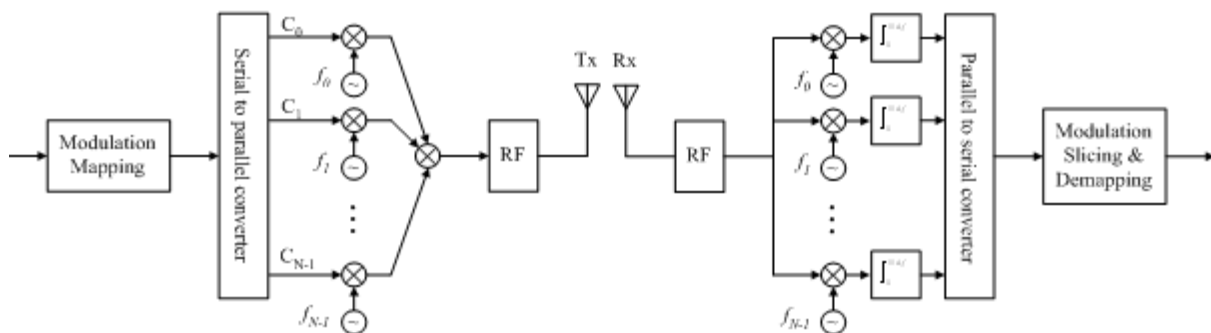 Modulation
Mapping
Serial to parallel converter
C0
f0
C1
f1
CN-1
fN-1
RF
Tx
Rx
RF
f0
f1
fN-1
∫
∫
∫
Parallel to serial converter
Modulation
Slicing &
Demapping